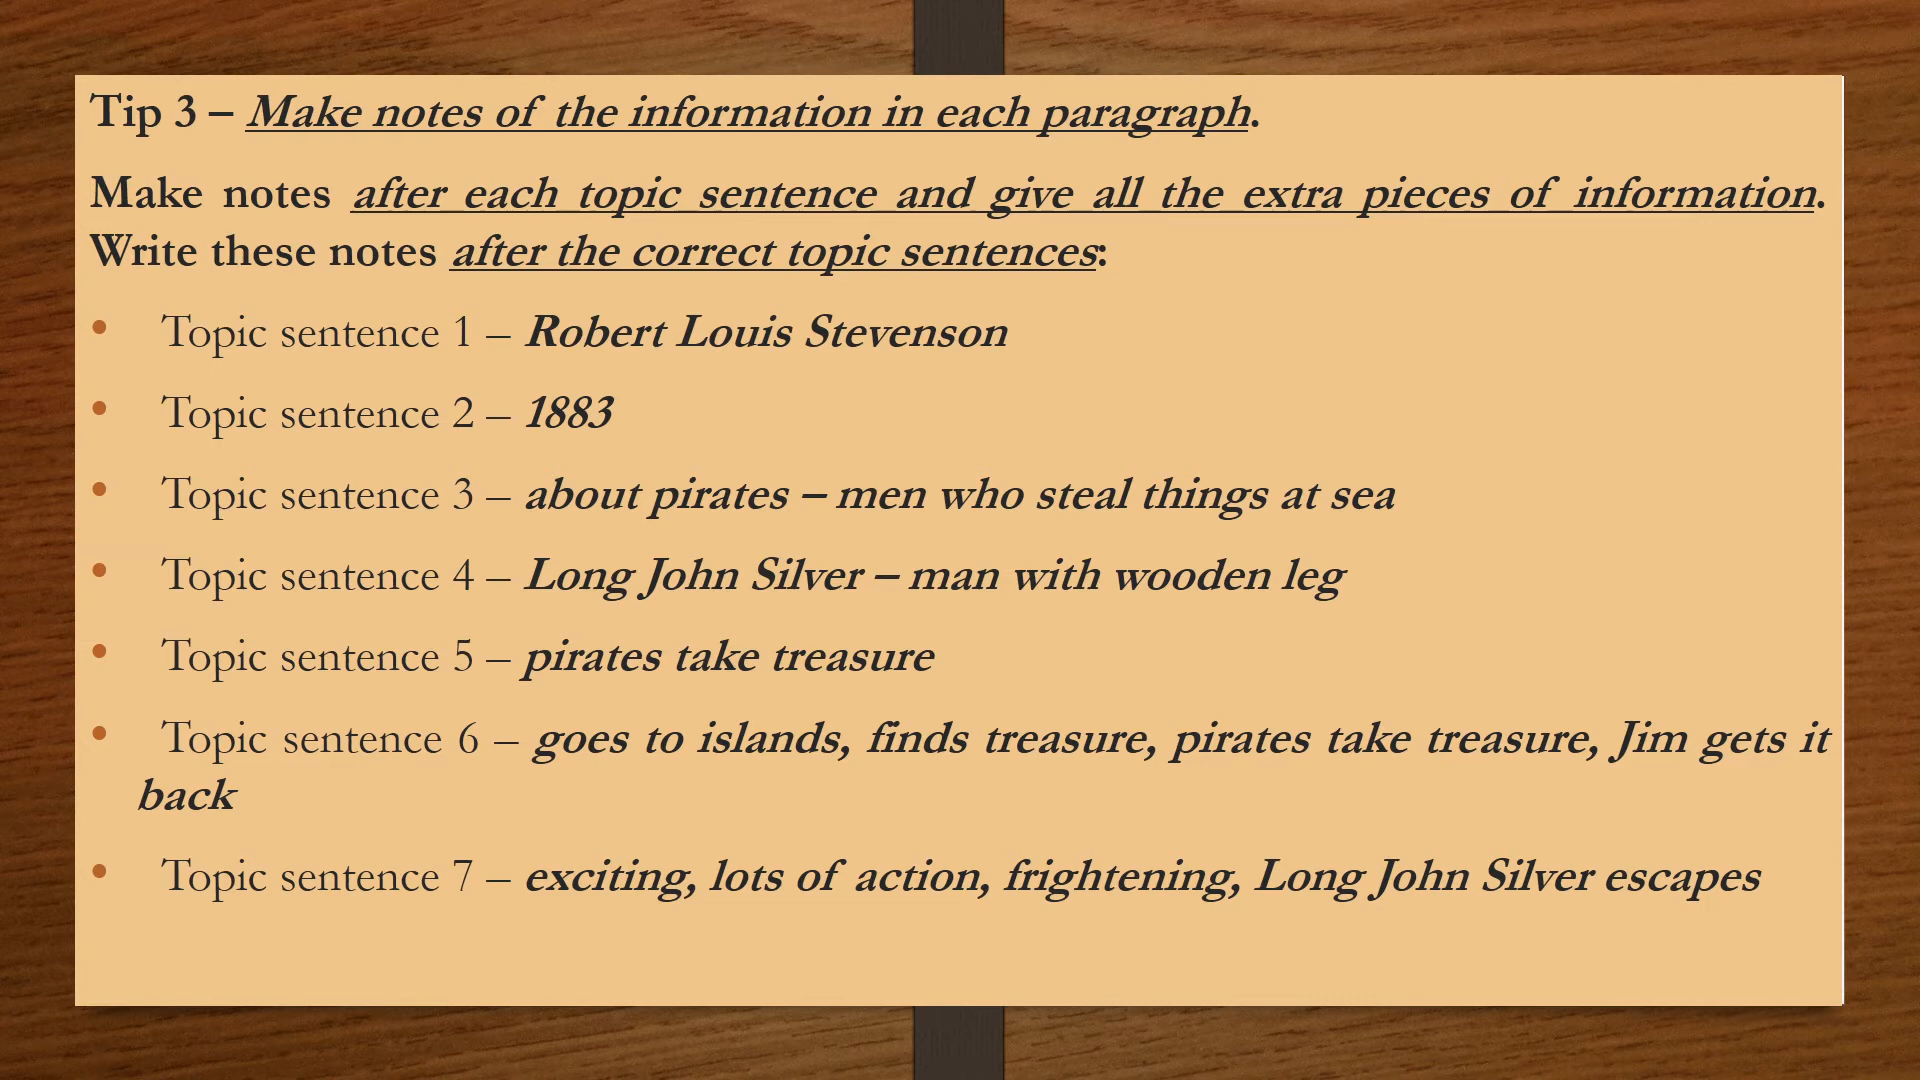 Tip 3 – Make notes of the information in each paragraph.
Make notes after each topic sentence and give all the extra pieces of information.
Write these notes after the correct topic sentences:
• Topic sentence 1 – Robert Louis Stevenson
• Topic sentence 2 – 1883
• Topic sentence 3 – about pirates – men who steal things at sea
• Topic sentence 4 – Long John Silver – man with wooden leg
• Topic sentence 5 – pirates take treasure
• Topic sentence 6 – goes to islands, finds treasure, pirates take treasure, Jim gets it
back
• Topic sentence 7 – exciting, lots of action, frightening, Long John Silver escapes